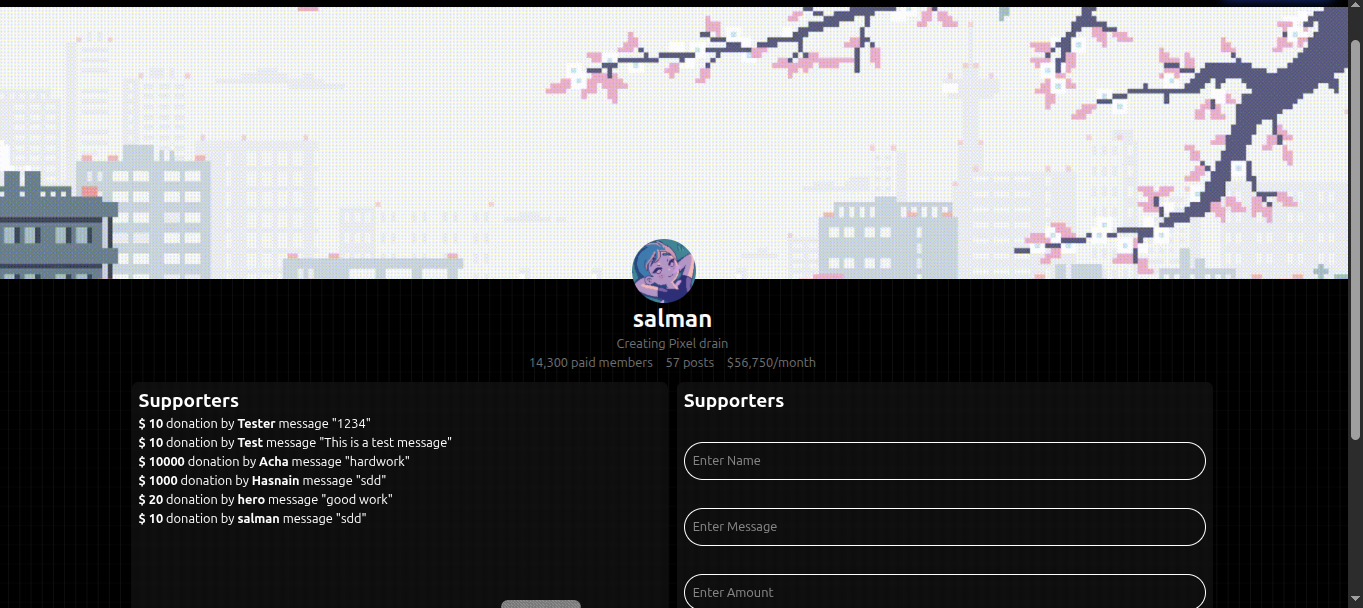 salman
Creating Pixel drain
14,300 paid members 57 posts $56,750/month
Supporters
$ 10 donation by Tester message "1234"
$ 10 donation by Test message "This is a test message"
$ 10000 donation by Acha message "hardwork"
$ 1000 donation by Hasnain message "sdd"
$ 20 donation by hero message "good work"
$ 10 donation by salman message "sdd"
Supporters
Enter Name
Enter Message
Enter Amount